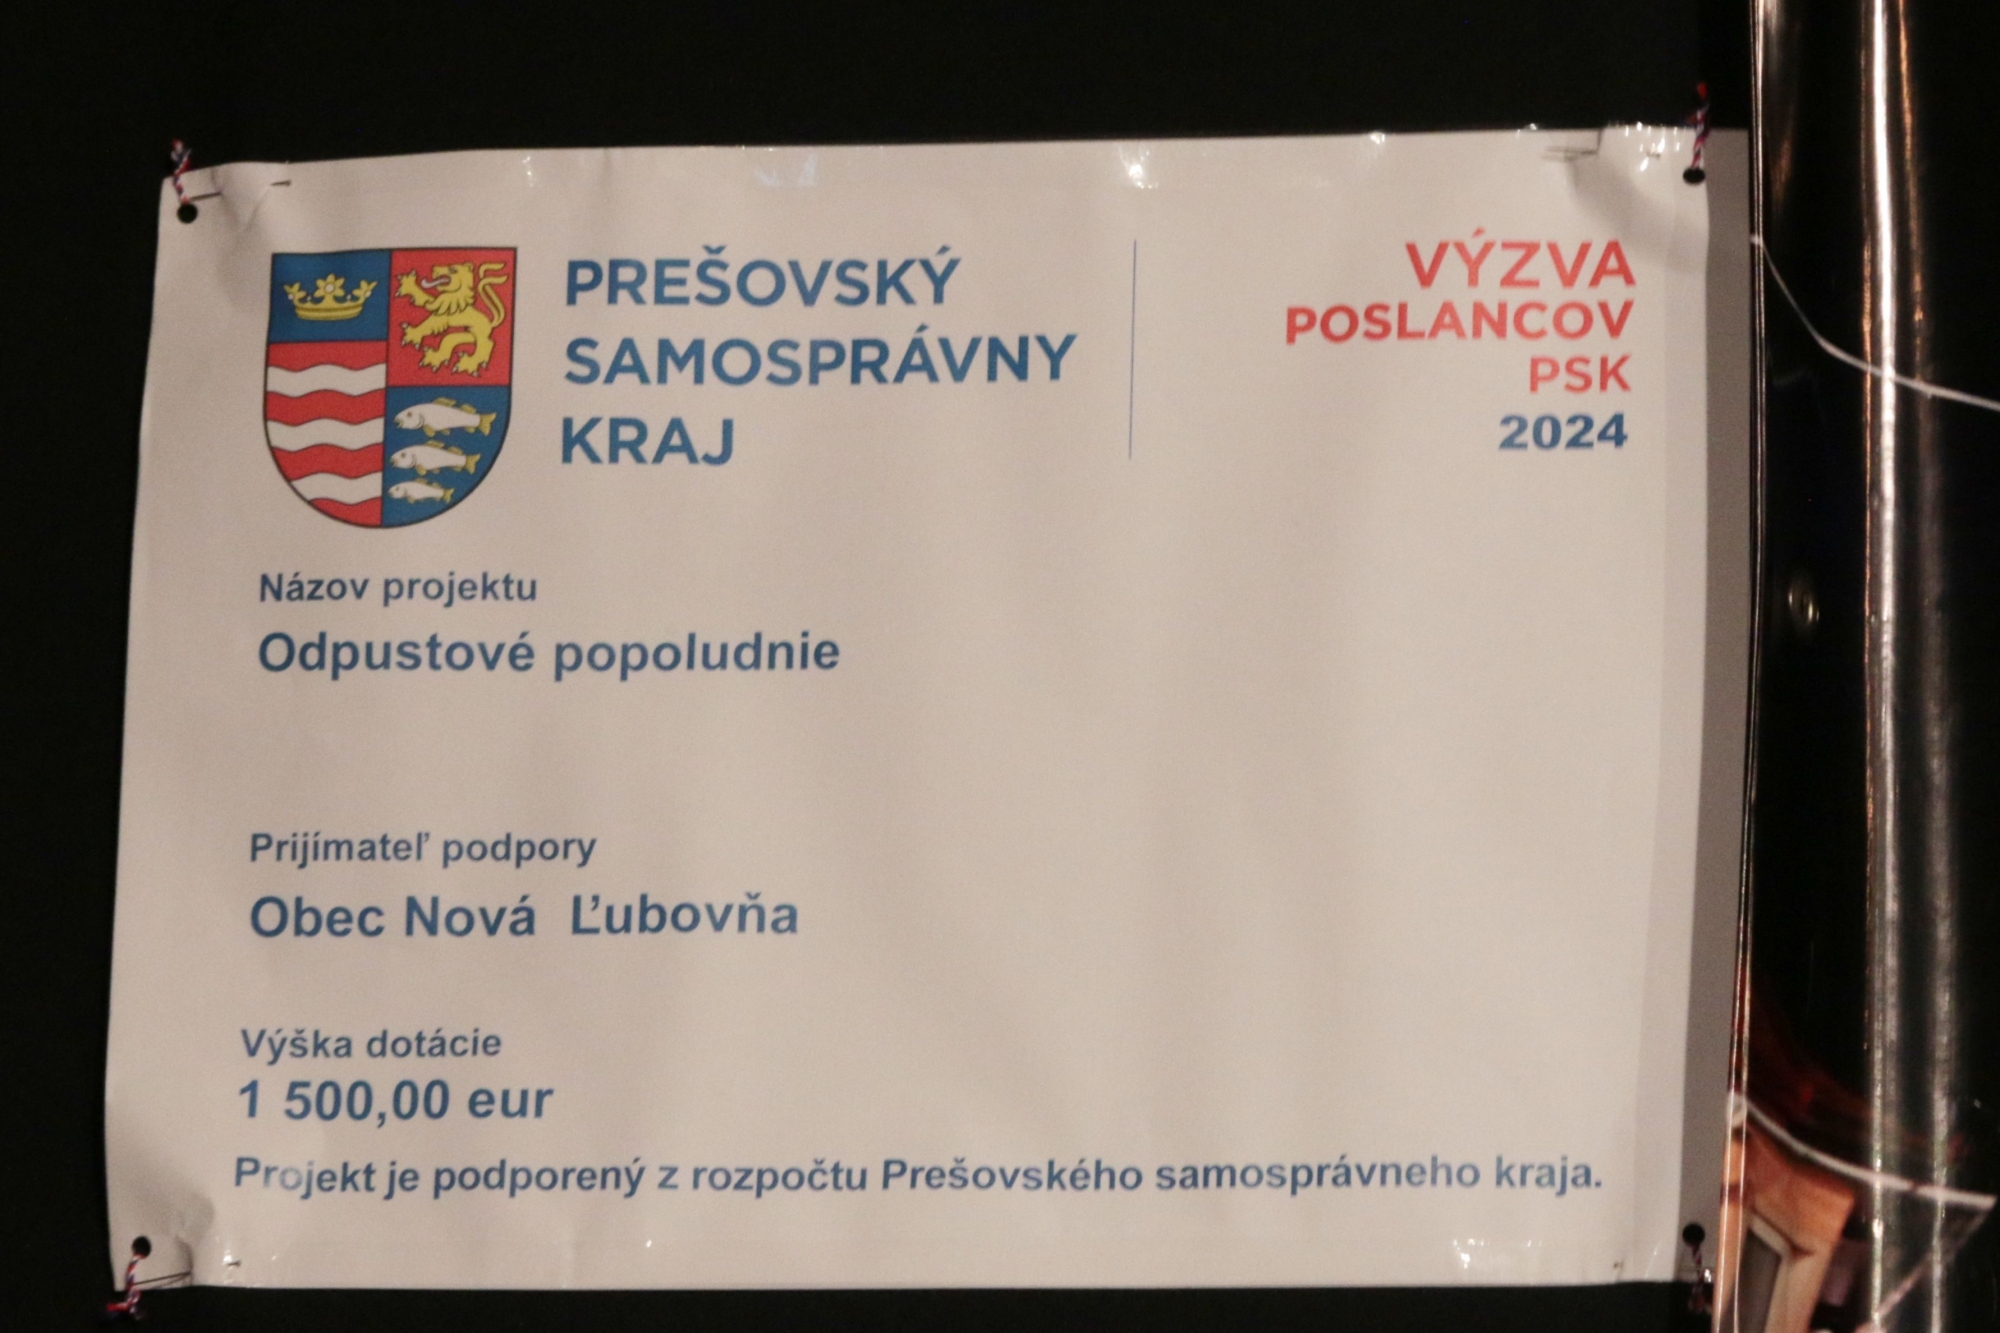 PREŠOVSKÝ
SAMOSPRÁVNY
KRAJ
VÝZVA
POSLANCOV
PSK
2024
Názov projektu
Odpustové popoludnie
Prijímateľ podpory
Obec Nová Ľubovňa
Výška dotácie
1 500,00 eur
Projekt je podporený z rozpočtu Prešovského samosprávneho kraja.